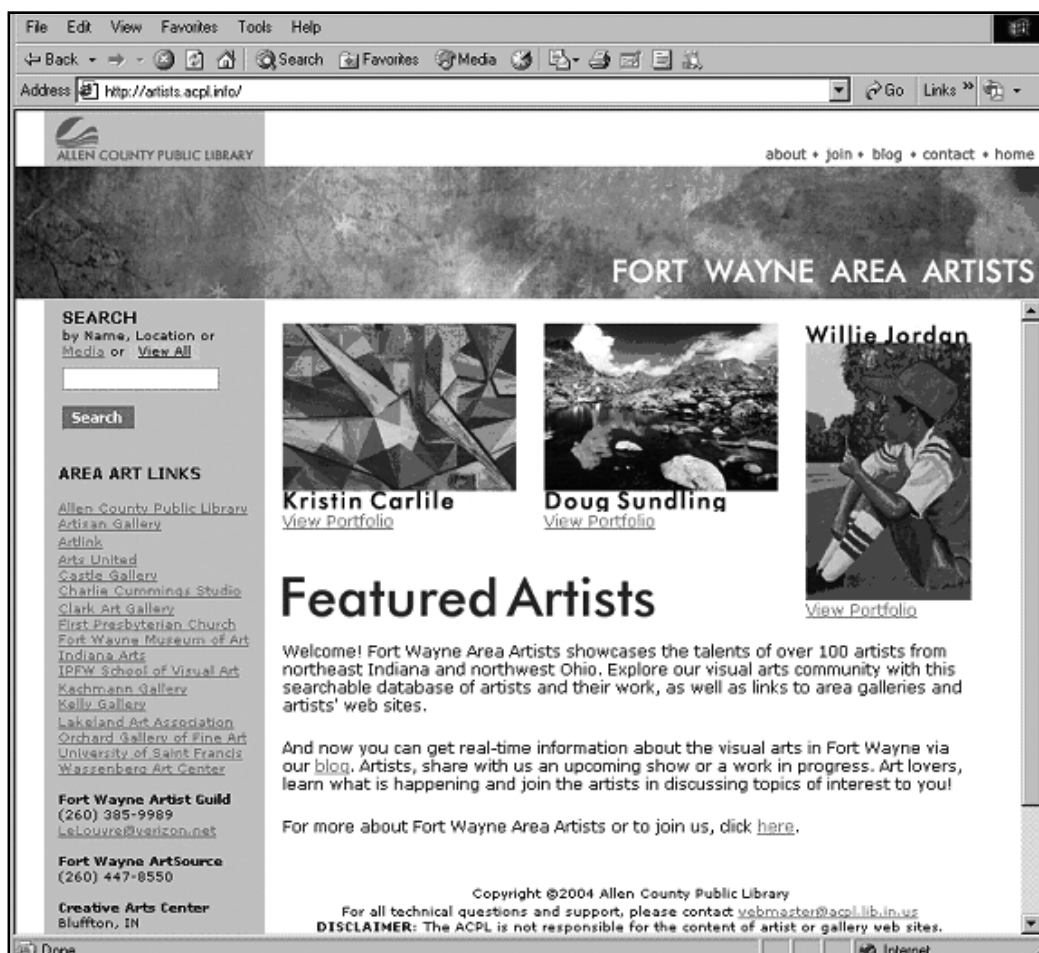 File Edit View Favorites Tools Help
Back Search Favorites Media
Address http://artists.acpl.info/ Go Links »
ALLEN COUNTY PUBLIC LIBRARY
about + join + blog + contact + home
FORT WAYNE AREA ARTISTS
SEARCH
by Name, Location or
Media or View All
Search
AREA ART LINKS
Allen County Public Library
Artisan Gallery
Artlink
Arts United
Castle Gallery
Charlie Cummings Studio
Clark Art Gallery
First Presbyterian Church
Fort Wayne Museum of Art
Indiana Arts
IPFW School of Visual Art
Kachmann Gallery
Kelly Gallery
Lakeland Art Association
Orchard Gallery of Fine Art
University of Saint Francis
Wassenberg Art Center
Fort Wayne Artist Guild
(260) 385-9989
LeLouvre@verizon.net
Fort Wayne ArtSource
(260) 447-8550
Creative Arts Center
Bluffton, IN
Kristin Carlile
View Portfolio
Doug Sundling
View Portfolio
Willie Jordan
View Portfolio
Featured Artists
Welcome! Fort Wayne Area Artists showcases the talents of over 100 artists from
northeast Indiana and northwest Ohio. Explore our visual arts community with this
searchable database of artists and their work, as well as links to area galleries and
artists' web sites.
And now you can get real-time information about the visual arts in Fort Wayne via
our blog. Artists, share with us an upcoming show or a work in progress. Art lovers,
learn what is happening and join the artists in discussing topics of interest to you!
For more about Fort Wayne Area Artists or to join us, click here.
Copyright ©2004 Allen County Public Library
For all technical questions and support, please contact webmaster@acpl.lib.in.us
DISCLAIMER: The ACPL is not responsible for the content of artist or gallery web sites.
Done Internet